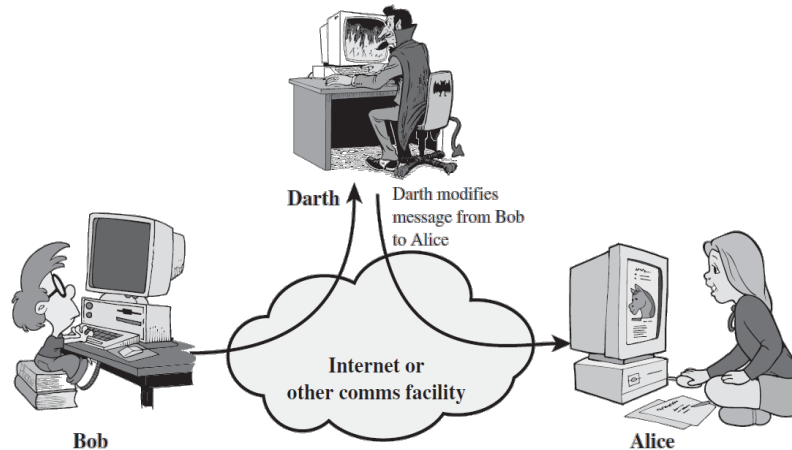 Darth
Darth modifies
message from Bob
to Alice
Internet or
other comms facility
Bob
Alice